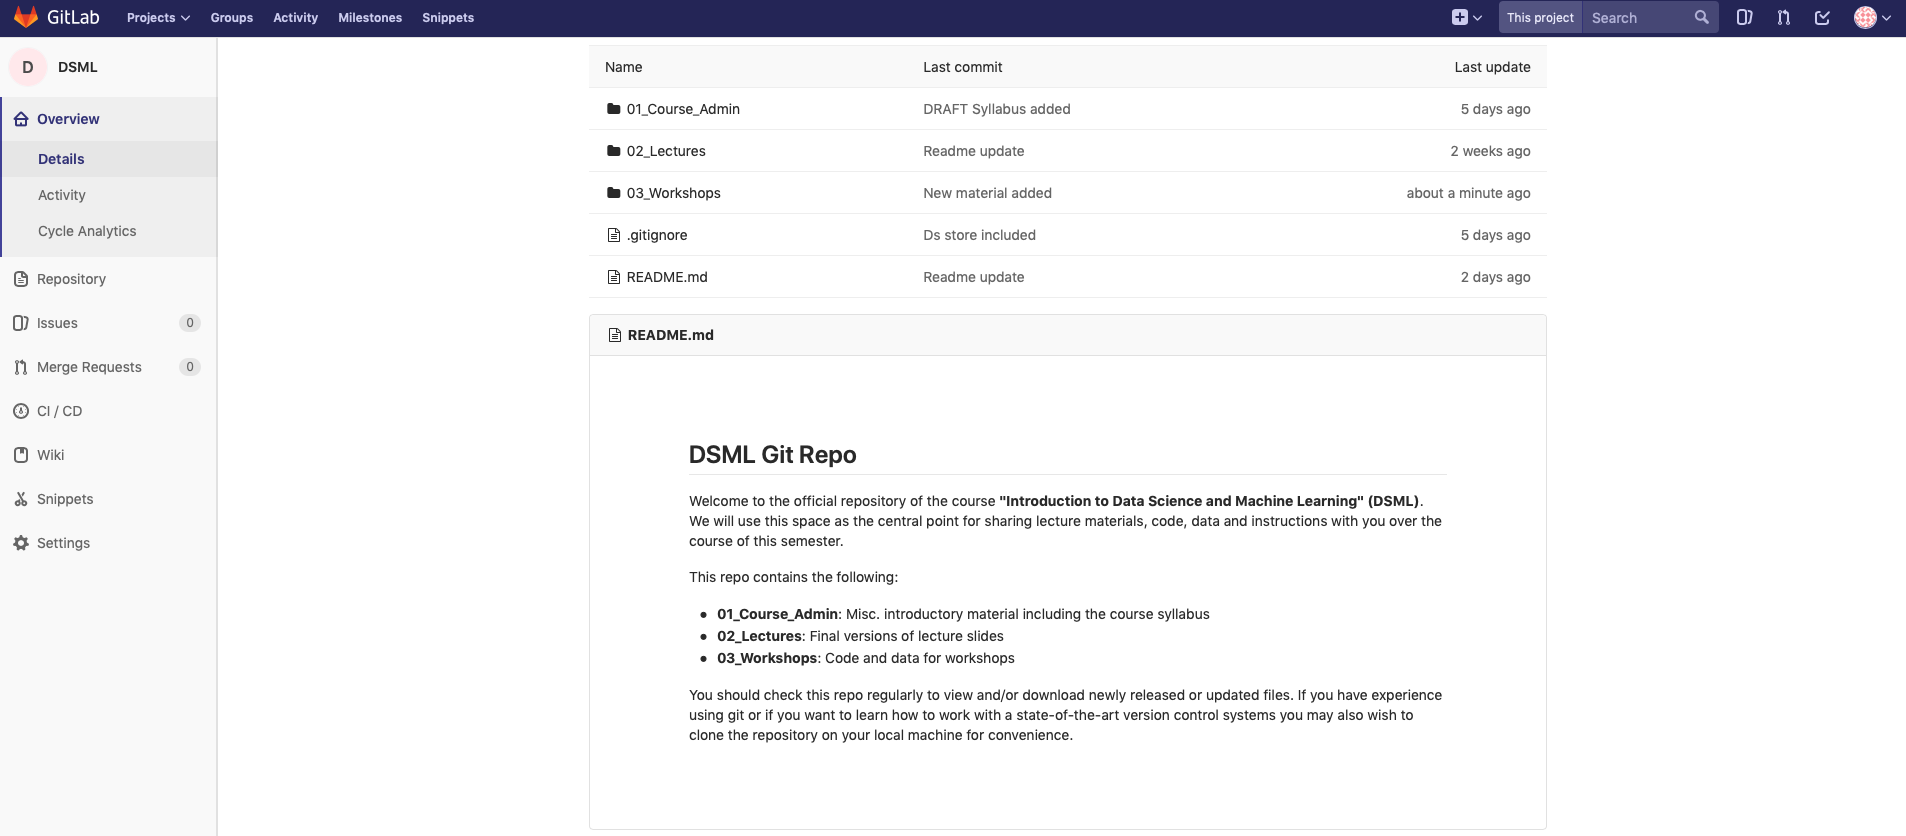 GitLab Projects Groups Activity Milestones Snippets This project Search
D DSML
Overview
Details
Activity
Cycle Analytics
Repository
Issues 0
Merge Requests 0
CI / CD
Wiki
Snippets
Settings
Name Last commit Last update
01_Course_Admin DRAFT Syllabus added 5 days ago
02_Lectures Readme update 2 weeks ago
03_Workshops New material added about a minute ago
.gitignore Ds store included 5 days ago
README.md Readme update 2 days ago
README.md
DSML Git Repo
Welcome to the official repository of the course "Introduction to Data Science and Machine Learning" (DSML).
We will use this space as the central point for sharing lecture materials, code, data and instructions with you over the
course of this semester.
This repo contains the following:
• 01_Course_Admin: Misc. introductory material including the course syllabus
• 02_Lectures: Final versions of lecture slides
• 03_Workshops: Code and data for workshops
You should check this repo regularly to view and/or download newly released or updated files. If you have experience
using git or if you want to learn how to work with a state-of-the-art version control systems you may also wish to
clone the repository on your local machine for convenience.